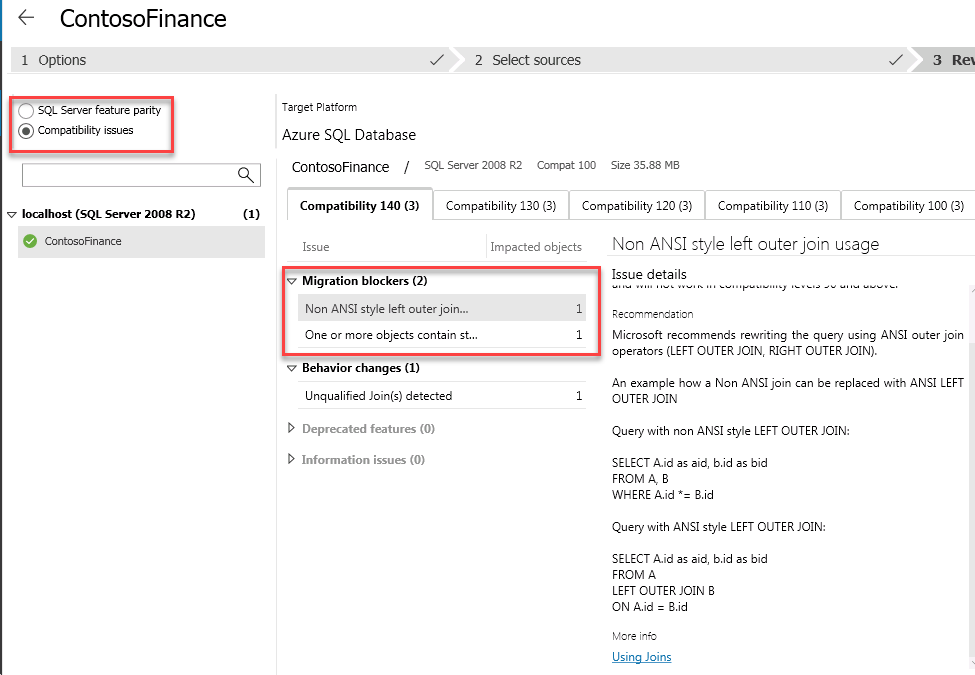 ContosoFinance
1 Options
2 Select sources
3 Rev
SQL Server feature parity
Compatibility issues
localhost (SQL Server 2008 R2) (1)
ContosoFinance
Target Platform
Azure SQL Database
ContosoFinance / SQL Server 2008 R2 Compat 100 Size 35.88 MB
Compatibility 140 (3) Compatibility 130 (3) Compatibility 120 (3) Compatibility 110 (3) Compatibility 100 (3)
Issue Impacted objects
Migration blockers (2)
Non ANSI style left outer join... 1
One or more objects contain st... 1
Behavior changes (1)
Unqualified Join(s) detected 1
Deprecated features (0)
Information issues (0)
Non ANSI style left outer join usage
Issue details
and will not work in compatibility levels 90 and above.
Recommendation
Microsoft recommends rewriting the query using ANSI outer join
operators (LEFT OUTER JOIN, RIGHT OUTER JOIN).
An example how a Non ANSI join can be replaced with ANSI LEFT
OUTER JOIN
Query with non ANSI style LEFT OUTER JOIN:
SELECT A.id as aid, b.id as bid
FROM A, B
WHERE A.id *= B.id
Query with ANSI style LEFT OUTER JOIN:
SELECT A.id as aid, b.id as bid
FROM A
LEFT OUTER JOIN B
ON A.id = B.id
More info
Using Joins